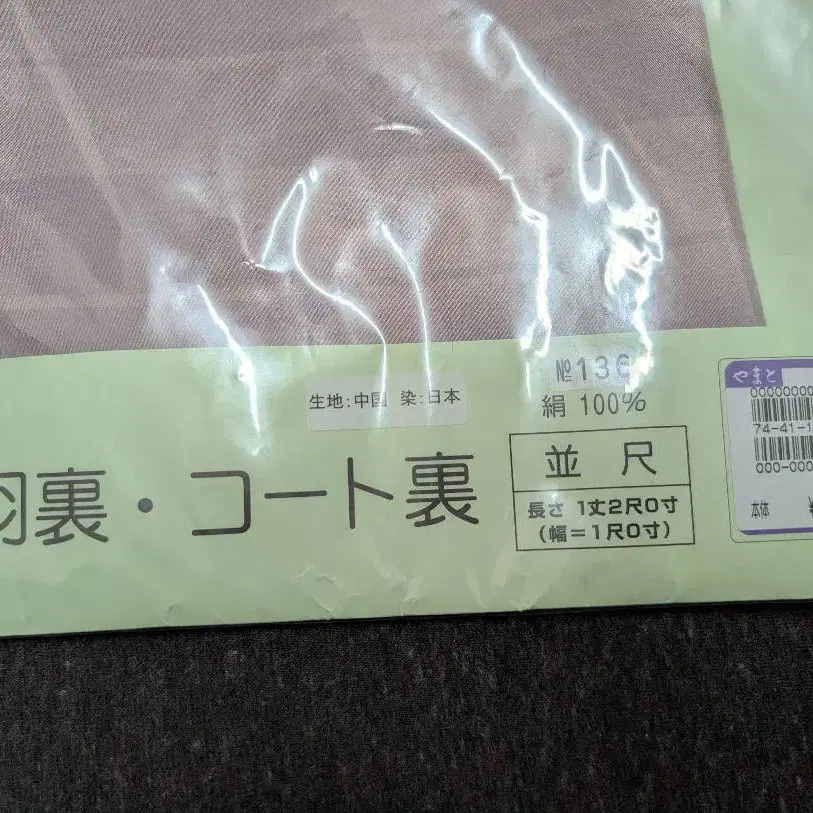 №136
生地:中国 染:日本
絹 100%
羽裏・コート裏
並尺
長さ 1丈2尺0寸
(幅=1尺0寸)
やまと
74-41-1
本体